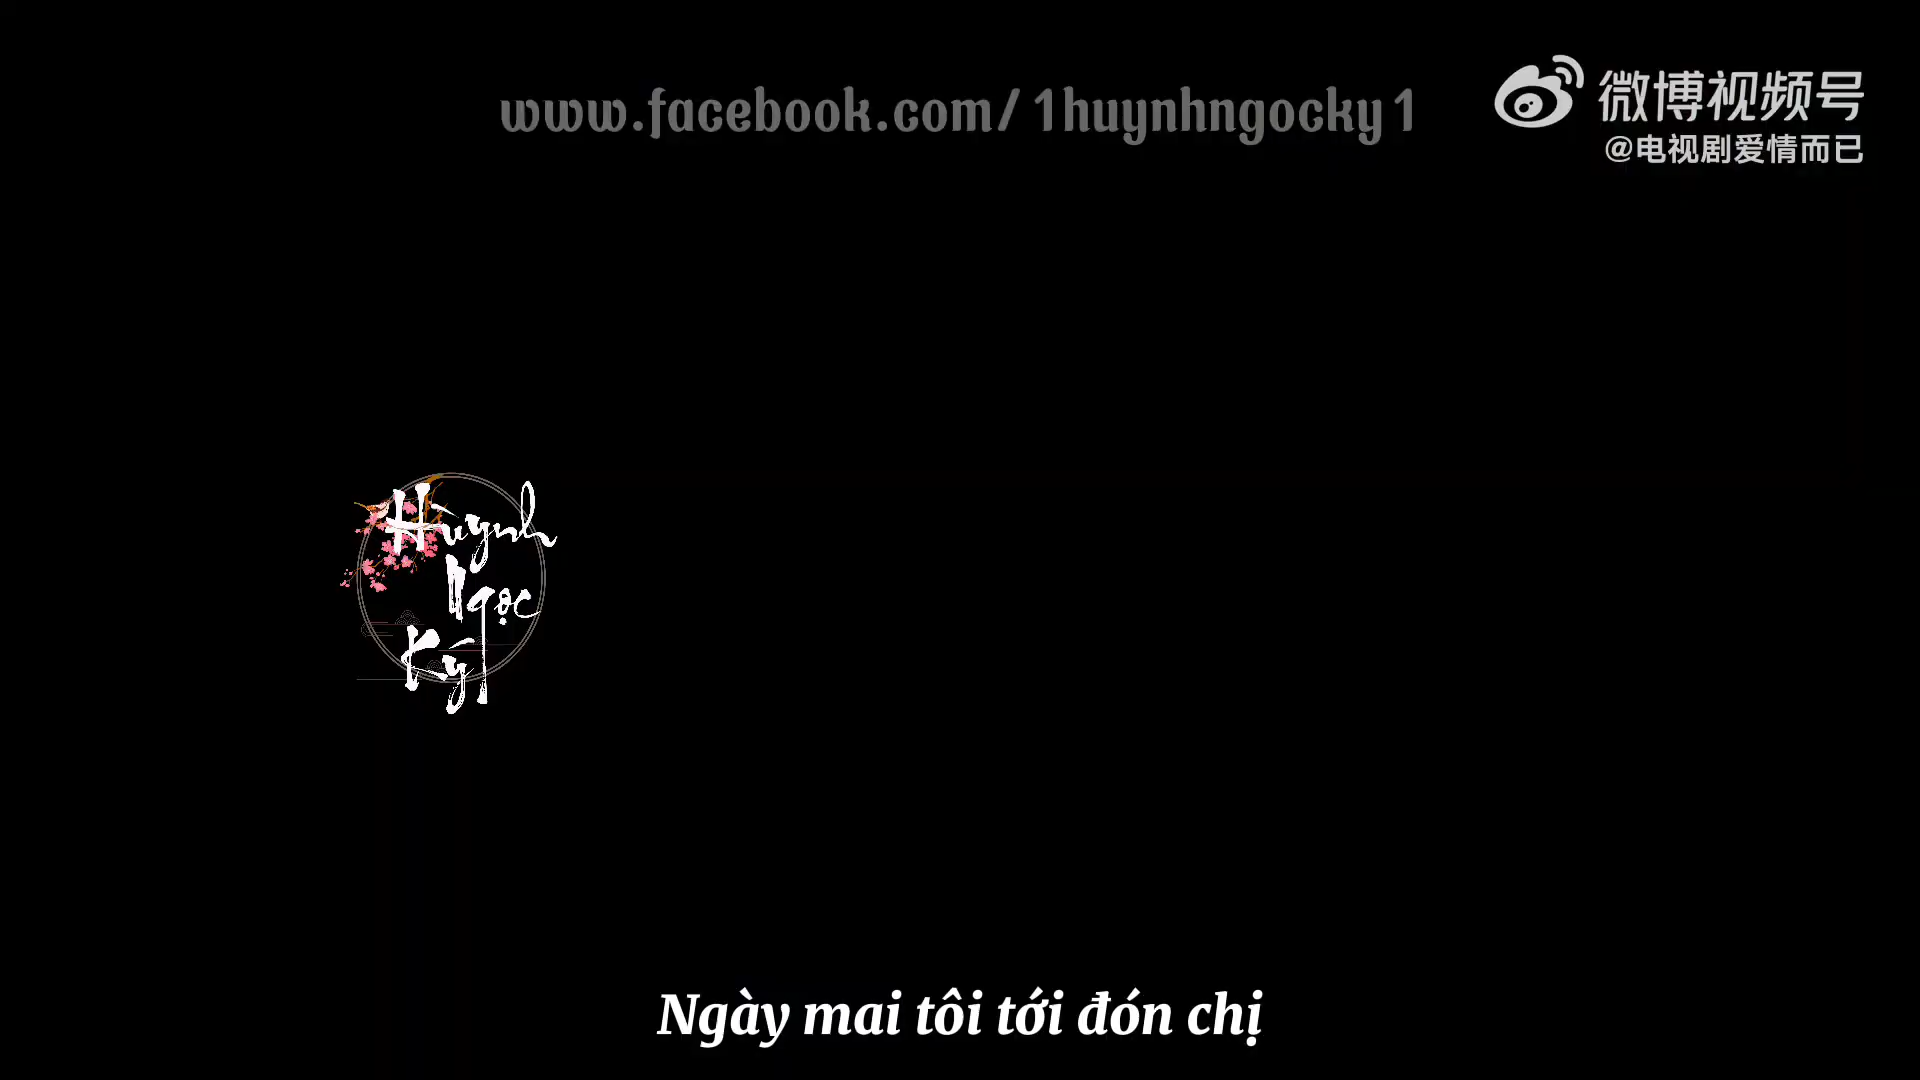 www.facebook.com/1huynhngocky1
微博视频号
@电视剧爱情而已
Huỳnh
Ngọc
Kỳ
Ngày mai tôi tới đón chị